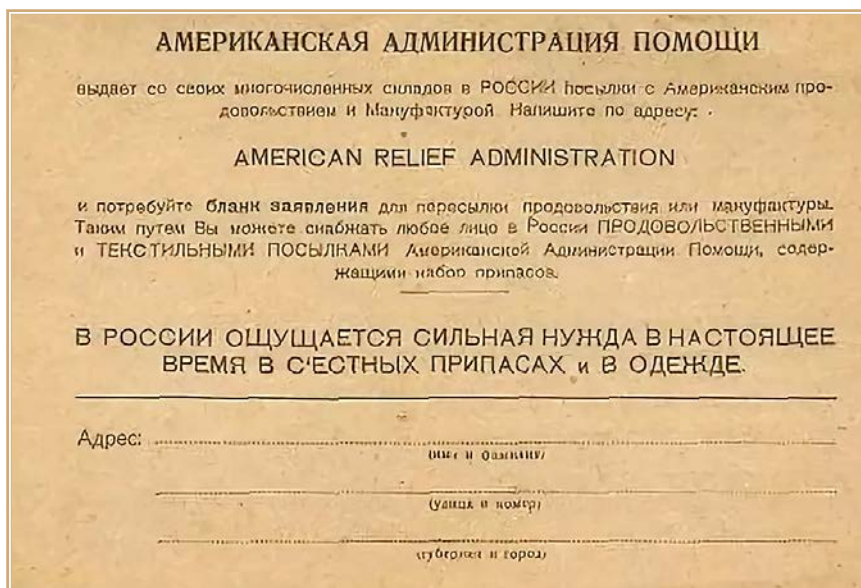 АМЕРИКАНСКАЯ АДМИНИСТРАЦИЯ ПОМОЩИ
выдает со своих многочисленных складов в РОССИИ посылки с Американским про-
довольствием и Мануфактурой. Напишите по адресу:
AMERICAN RELIEF ADMINISTRATION
и потребуйте бланк заявления для пересылки продовольствия или мануфактуры.
Таким путем Вы можете снабжать любое лицо в России ПРОДОВОЛЬСТВЕННЫМИ
и ТЕКСТИЛЬНЫМИ ПОСЫЛКАМИ Американской Администрации Помощи, содер-
жащими набор припасов.
В РОССИИ ОЩУЩАЕТСЯ СИЛЬНАЯ НУЖДА В НАСТОЯЩЕЕ
ВРЕМЯ В С'ЕСТНЫХ ПРИПАСАХ и В ОДЕЖДЕ.
Адрес:
(имя и фамилия)
(улица и номер)
(губерния и город)